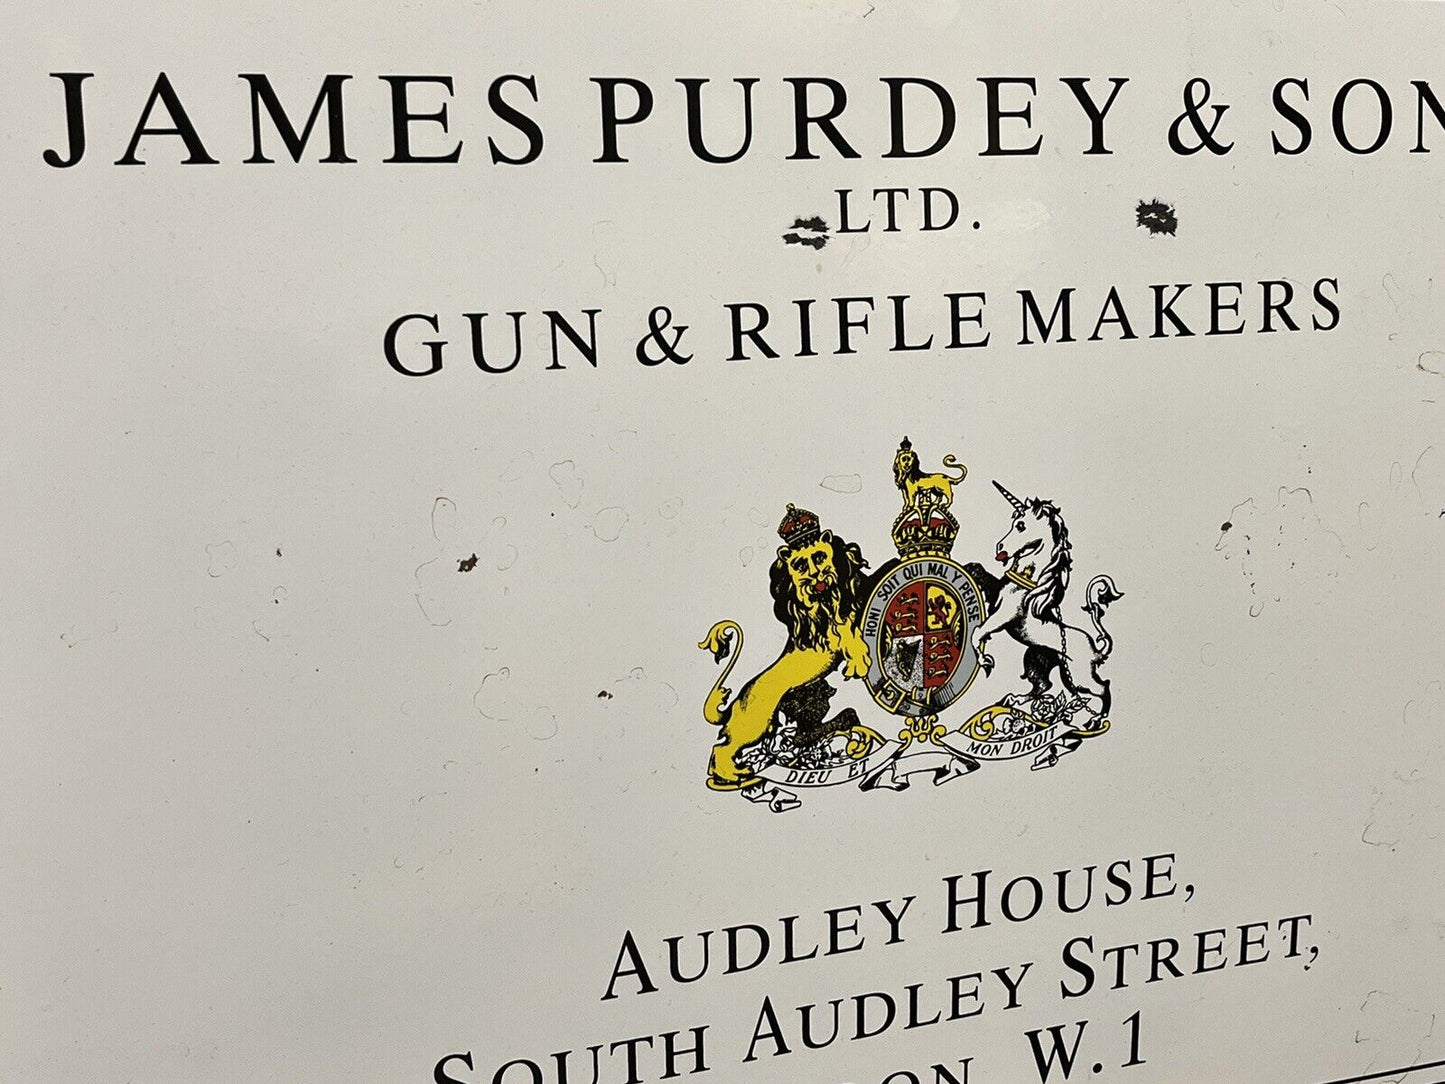 JAMES PURDEY & SON
LTD.
GUN & RIFLE MAKERS
HONI SOIT QUI MAL Y PENSE
DIEU ET
MON DROIT
AUDLEY HOUSE,
SOUTH AUDLEY STREET,
W.1